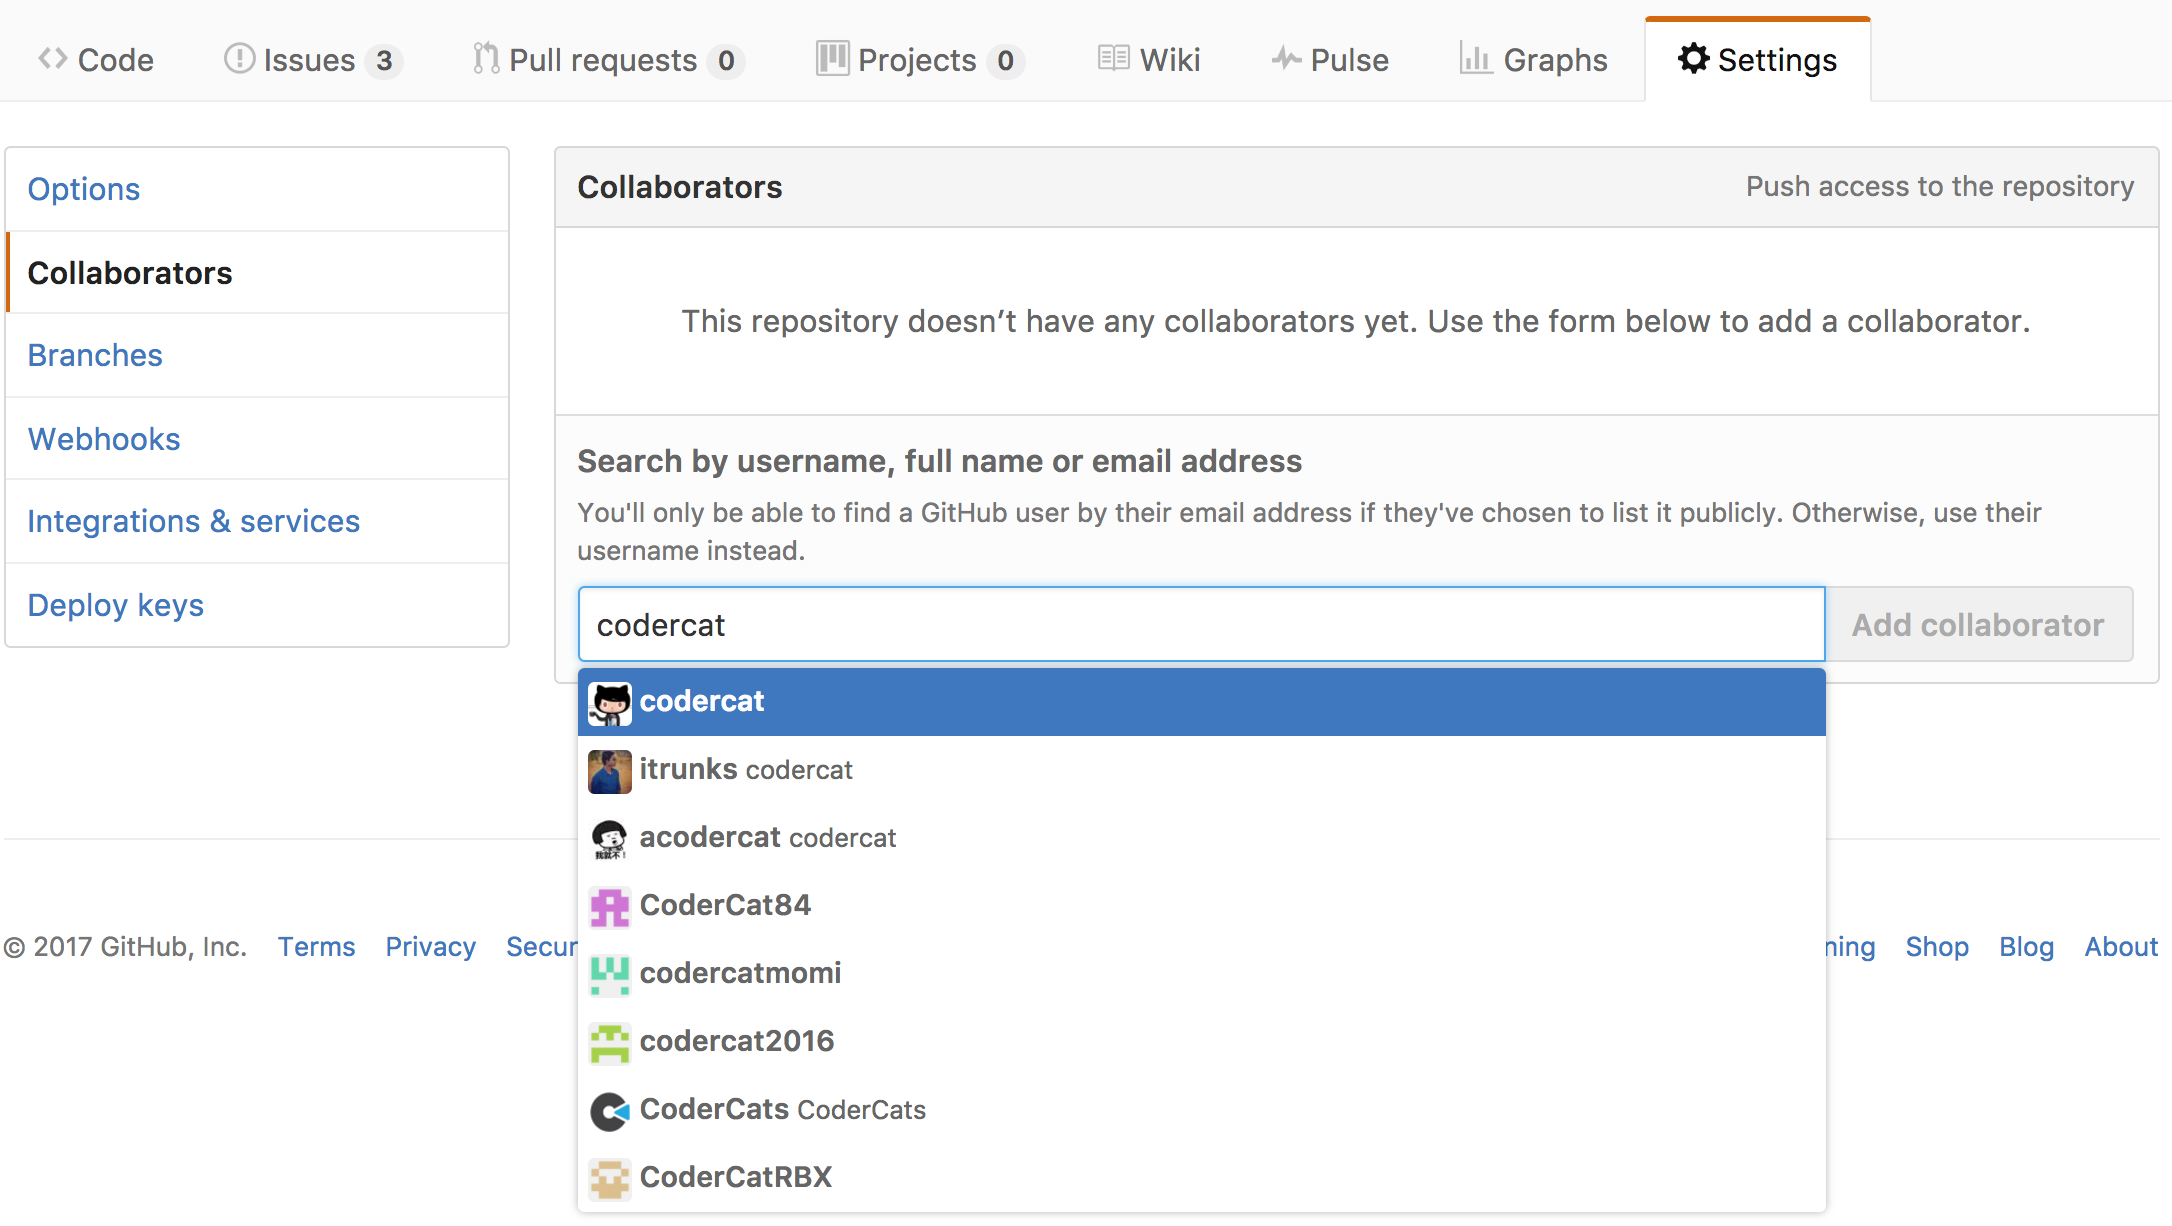 Code Issues 3 Pull requests 0 Projects 0 Wiki Pulse Graphs Settings
Options
Collaborators
Branches
Webhooks
Integrations & services
Deploy keys
Collaborators Push access to the repository
This repository doesn’t have any collaborators yet. Use the form below to add a collaborator.
Search by username, full name or email address
You'll only be able to find a GitHub user by their email address if they've chosen to list it publicly. Otherwise, use their
username instead.
codercat Add collaborator
codercat
itrunks codercat
acodercat codercat
我就不!
CoderCat84
codercatmomi
codercat2016
CoderCats CoderCats
CoderCatRBX
© 2017 GitHub, Inc. Terms Privacy Secur ning Shop Blog About